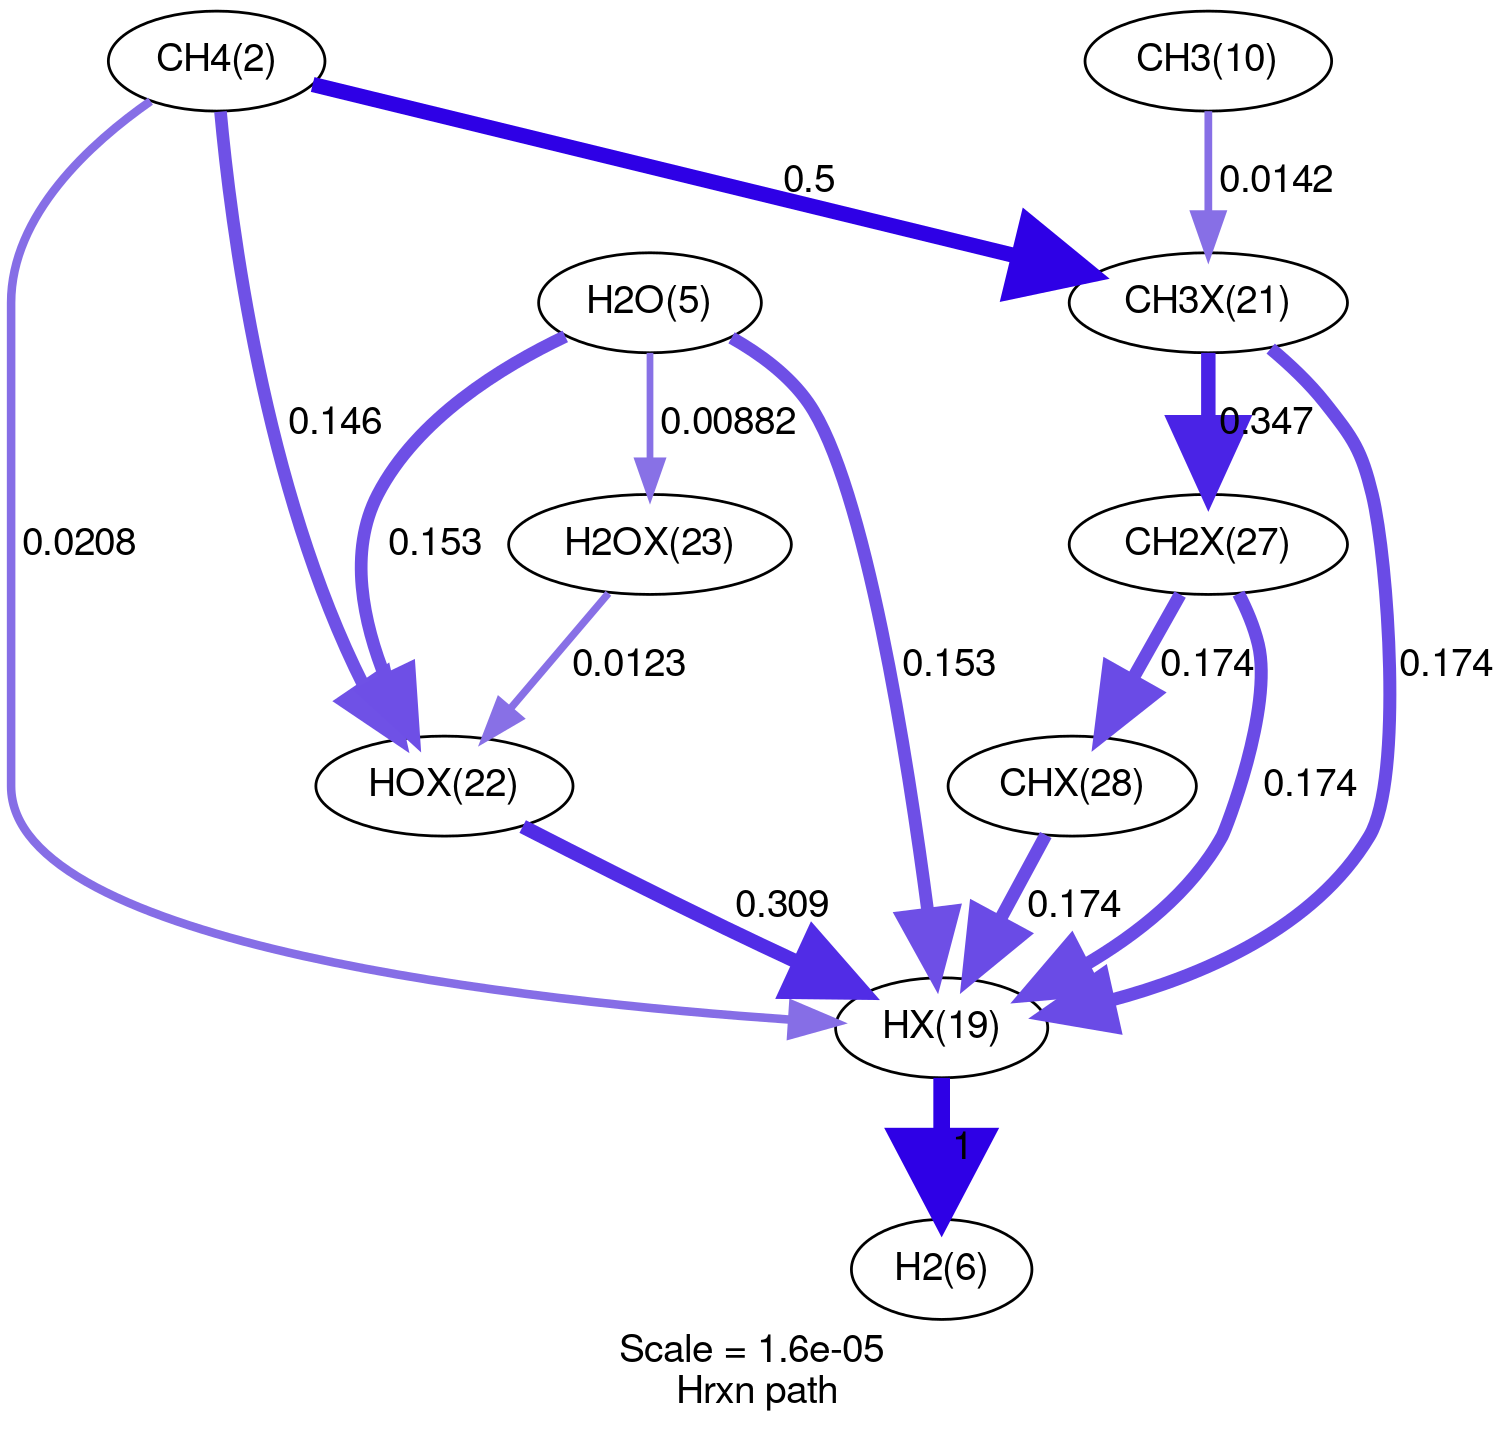 CH4(2)
CH3(10)
0.5
0.0142
H2O(5)
CH3X(21)
0.146
0.00882
0.347
0.0208
0.153
H2OX(23)
CH2X(27)
0.0123
0.153
0.174
0.174
HOX(22)
CHX(28)
0.174
0.309
0.174
HX(19)
1
H2(6)
Scale = 1.6e-05
Hrxn path